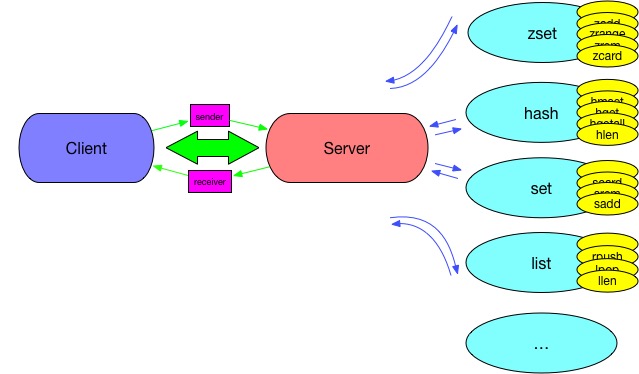 zset
zadd
zrange
zrem
zcard
sender
hash
hmset
hget
hgetall
hlen
Client
Server
receiver
set
scard
srem
sadd
list
rpush
lpop
llen
...